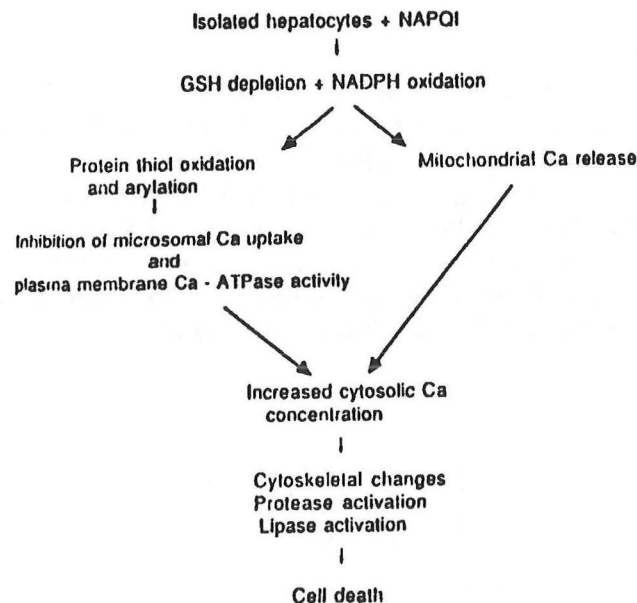 Isolated hepatocytes + NAPQI
GSH depletion + NADPH oxidation
Protein thiol oxidation
and arylation
Mitochondrial Ca release
Inhibition of microsomal Ca uptake
and
plasma membrane Ca - ATPase activity
Increased cytosolic Ca
concentration
Cytoskeletal changes
Protease activation
Lipase activation
Cell death